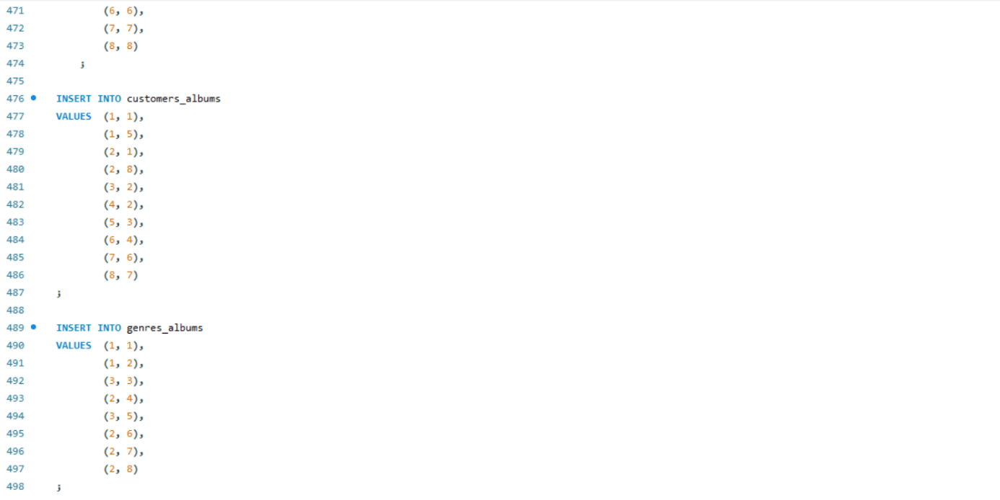 471 (6, 6),
472 (7, 7),
473 (8, 8)
474 ;
475
476 INSERT INTO customers_albums
477 VALUES (1, 1),
478 (1, 5),
479 (2, 1),
480 (2, 8),
481 (3, 2),
482 (4, 2),
483 (5, 3),
484 (6, 4),
485 (7, 6),
486 (8, 7)
487 ;
488
489 INSERT INTO genres_albums
490 VALUES (1, 1),
491 (1, 2),
492 (3, 3),
493 (2, 4),
494 (3, 5),
495 (2, 6),
496 (2, 7),
497 (2, 8)
498 ;